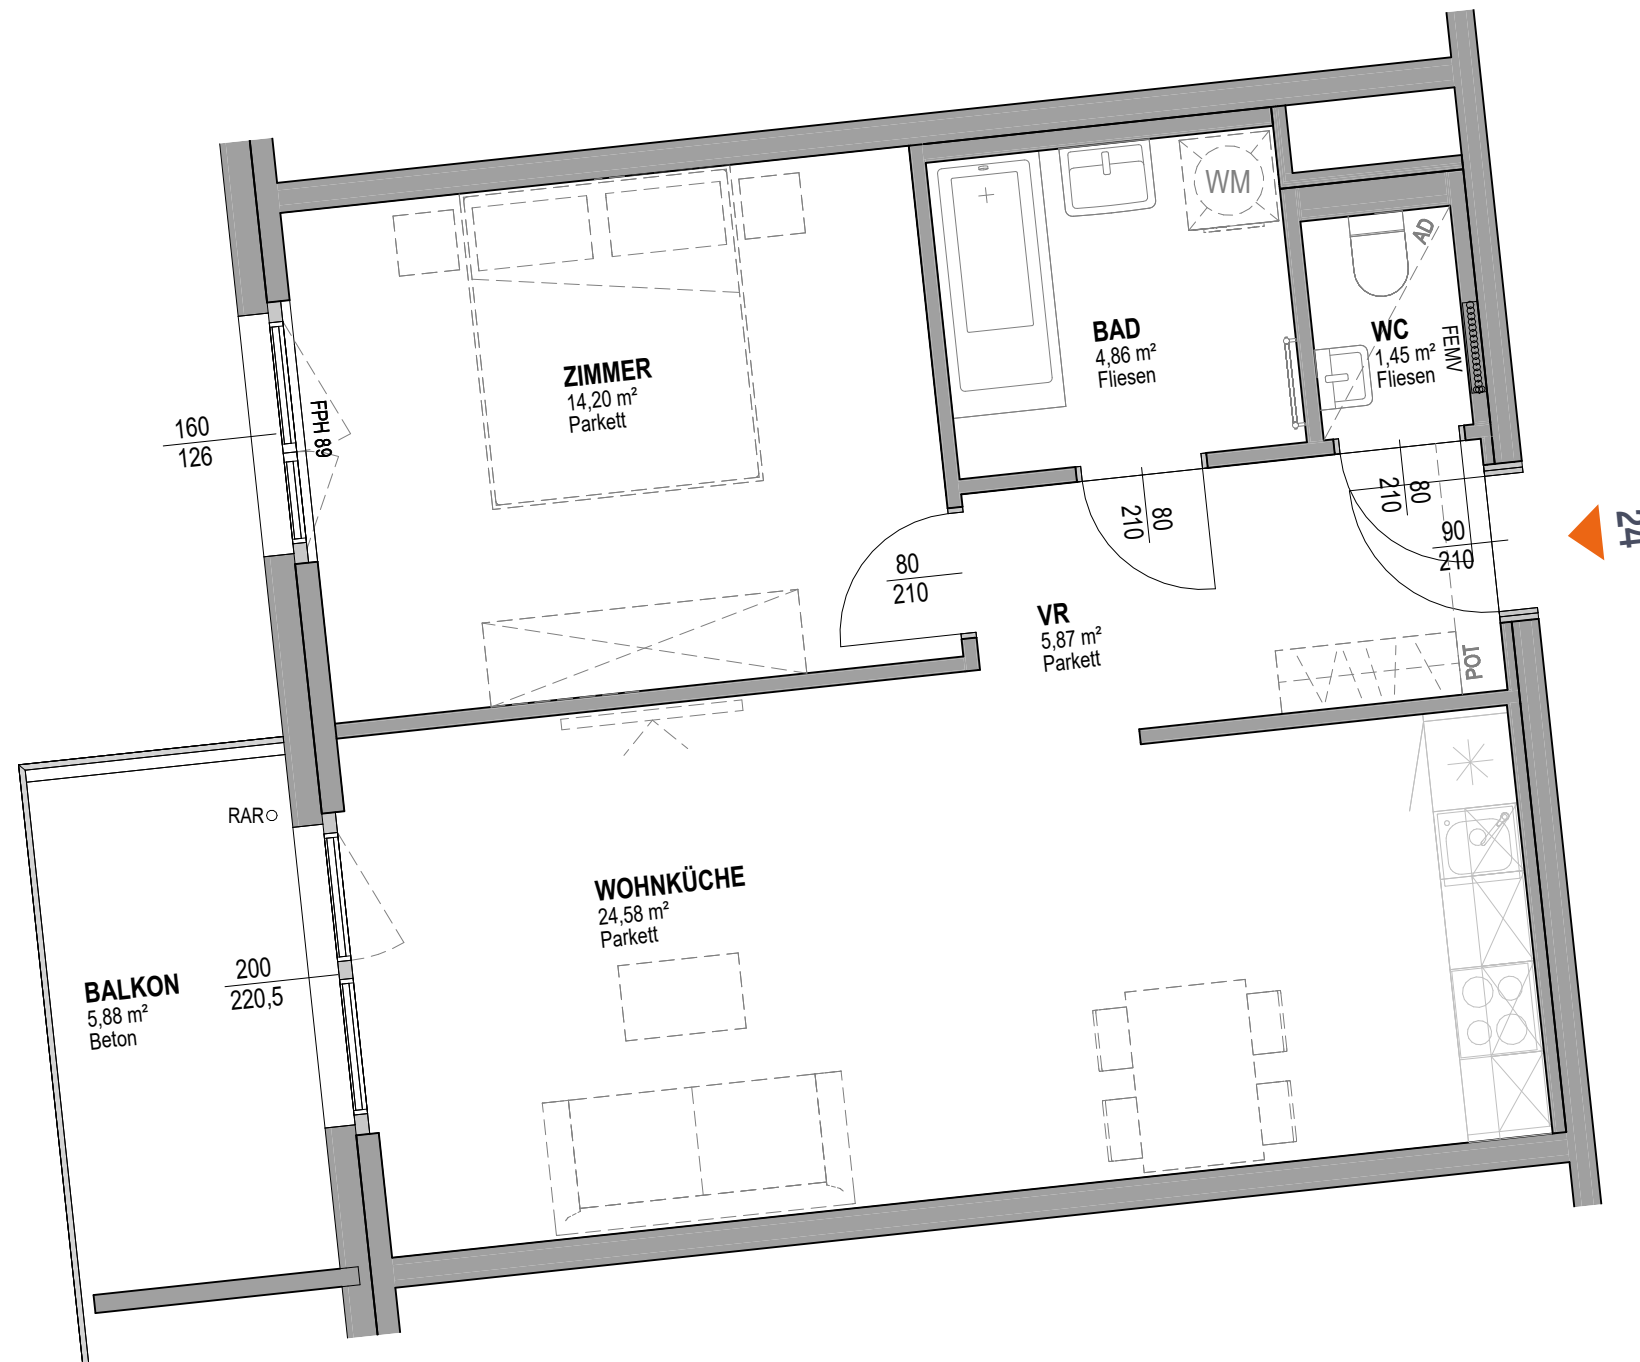 WM
AD
BAD
4,86 m²
Fliesen
WC
1,45 m²
Fliesen
FEMV
ZIMMER
14,20 m²
Parkett
FPH 89
160
126
80
210
80
210
80
210
90
210
24
VR
5,87 m²
Parkett
POT
RAR
WOHNKÜCHE
24,58 m²
Parkett
200
220,5
BALKON
5,88 m²
Beton